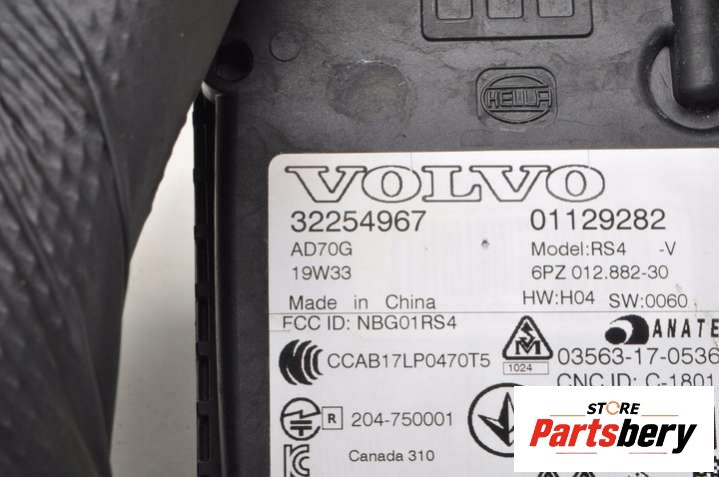 HELLA
VOLVO
32254967 01129282
AD70G Model:RS4 -V
19W33 6PZ 012.882-30
Made in China HW:H04 SW:0060
FCC ID: NBG01RS4 ANATE
CCAB17LP0470T5 1024 03563-17-0536
CNC ID: C-1801
R 204-750001
Canada 310
STORE
Partsbery